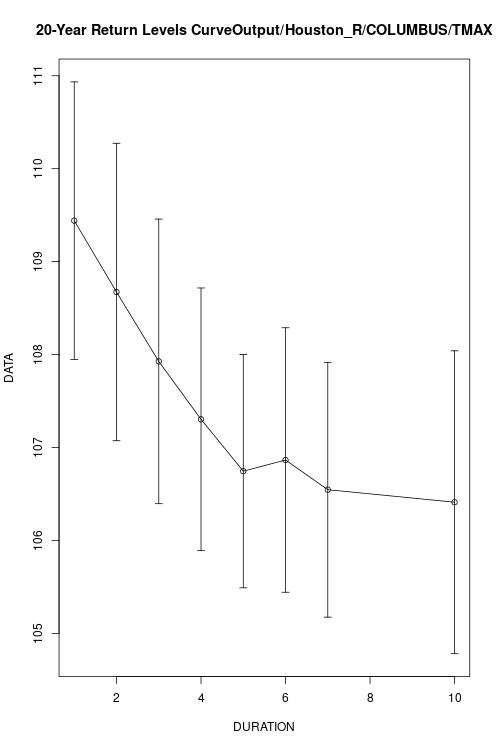 20-Year Return Levels CurveOutput/Houston_R/COLUMBUS/TMAX
111
110
109
108
107
106
105
DATA
2 4 6 8 10
DURATION